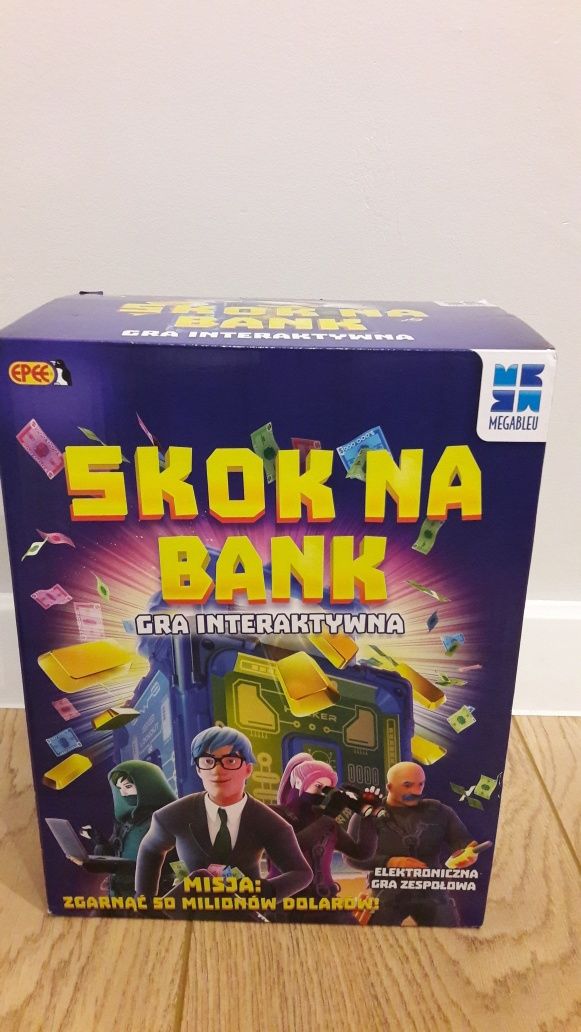 SKOK NA
BANK
GRA INTERAKTYWNA
EPEE
MEGABLEU
SKOK NA
BANK
GRA INTERAKTYWNA
HACKER
ELEKTRONICZNA
GRA ZESPOŁOWA
MISJA:
ZGARNĄĆ 50 MILIONÓW DOLARÓW!